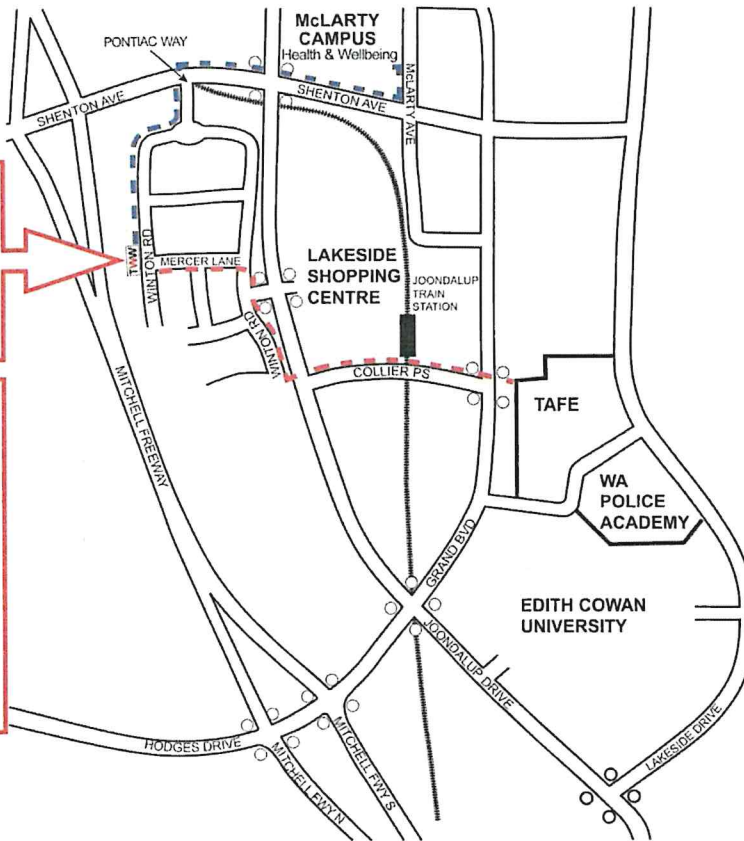 McLARTY
CAMPUS
Health & Wellbeing
PONTIAC WAY
SHENTON AVE
SHENTON AVE
McLARTY AVE
TWW
WINTON RD
MERCER LANE
LAKESIDE
SHOPPING
CENTRE
JOONDALUP
TRAIN
STATION
WINTON RD
COLLIER PS
MITCHELL FREEWAY
TAFE
WA
POLICE
ACADEMY
GRAND BVD
EDITH COWAN
UNIVERSITY
JOONDALUP DRIVE
LAKESIDE DRIVE
HODGES DRIVE
MITCHELL FWY N
MITCHELL FWY S